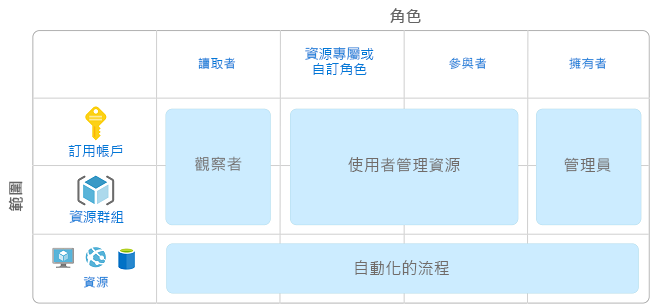 角色
讀取者
資源專屬或
自訂角色
參與者
擁有者
範圍
訂用帳戶
觀察者
使用者管理資源
管理員
資源群組
自動化的流程
資源